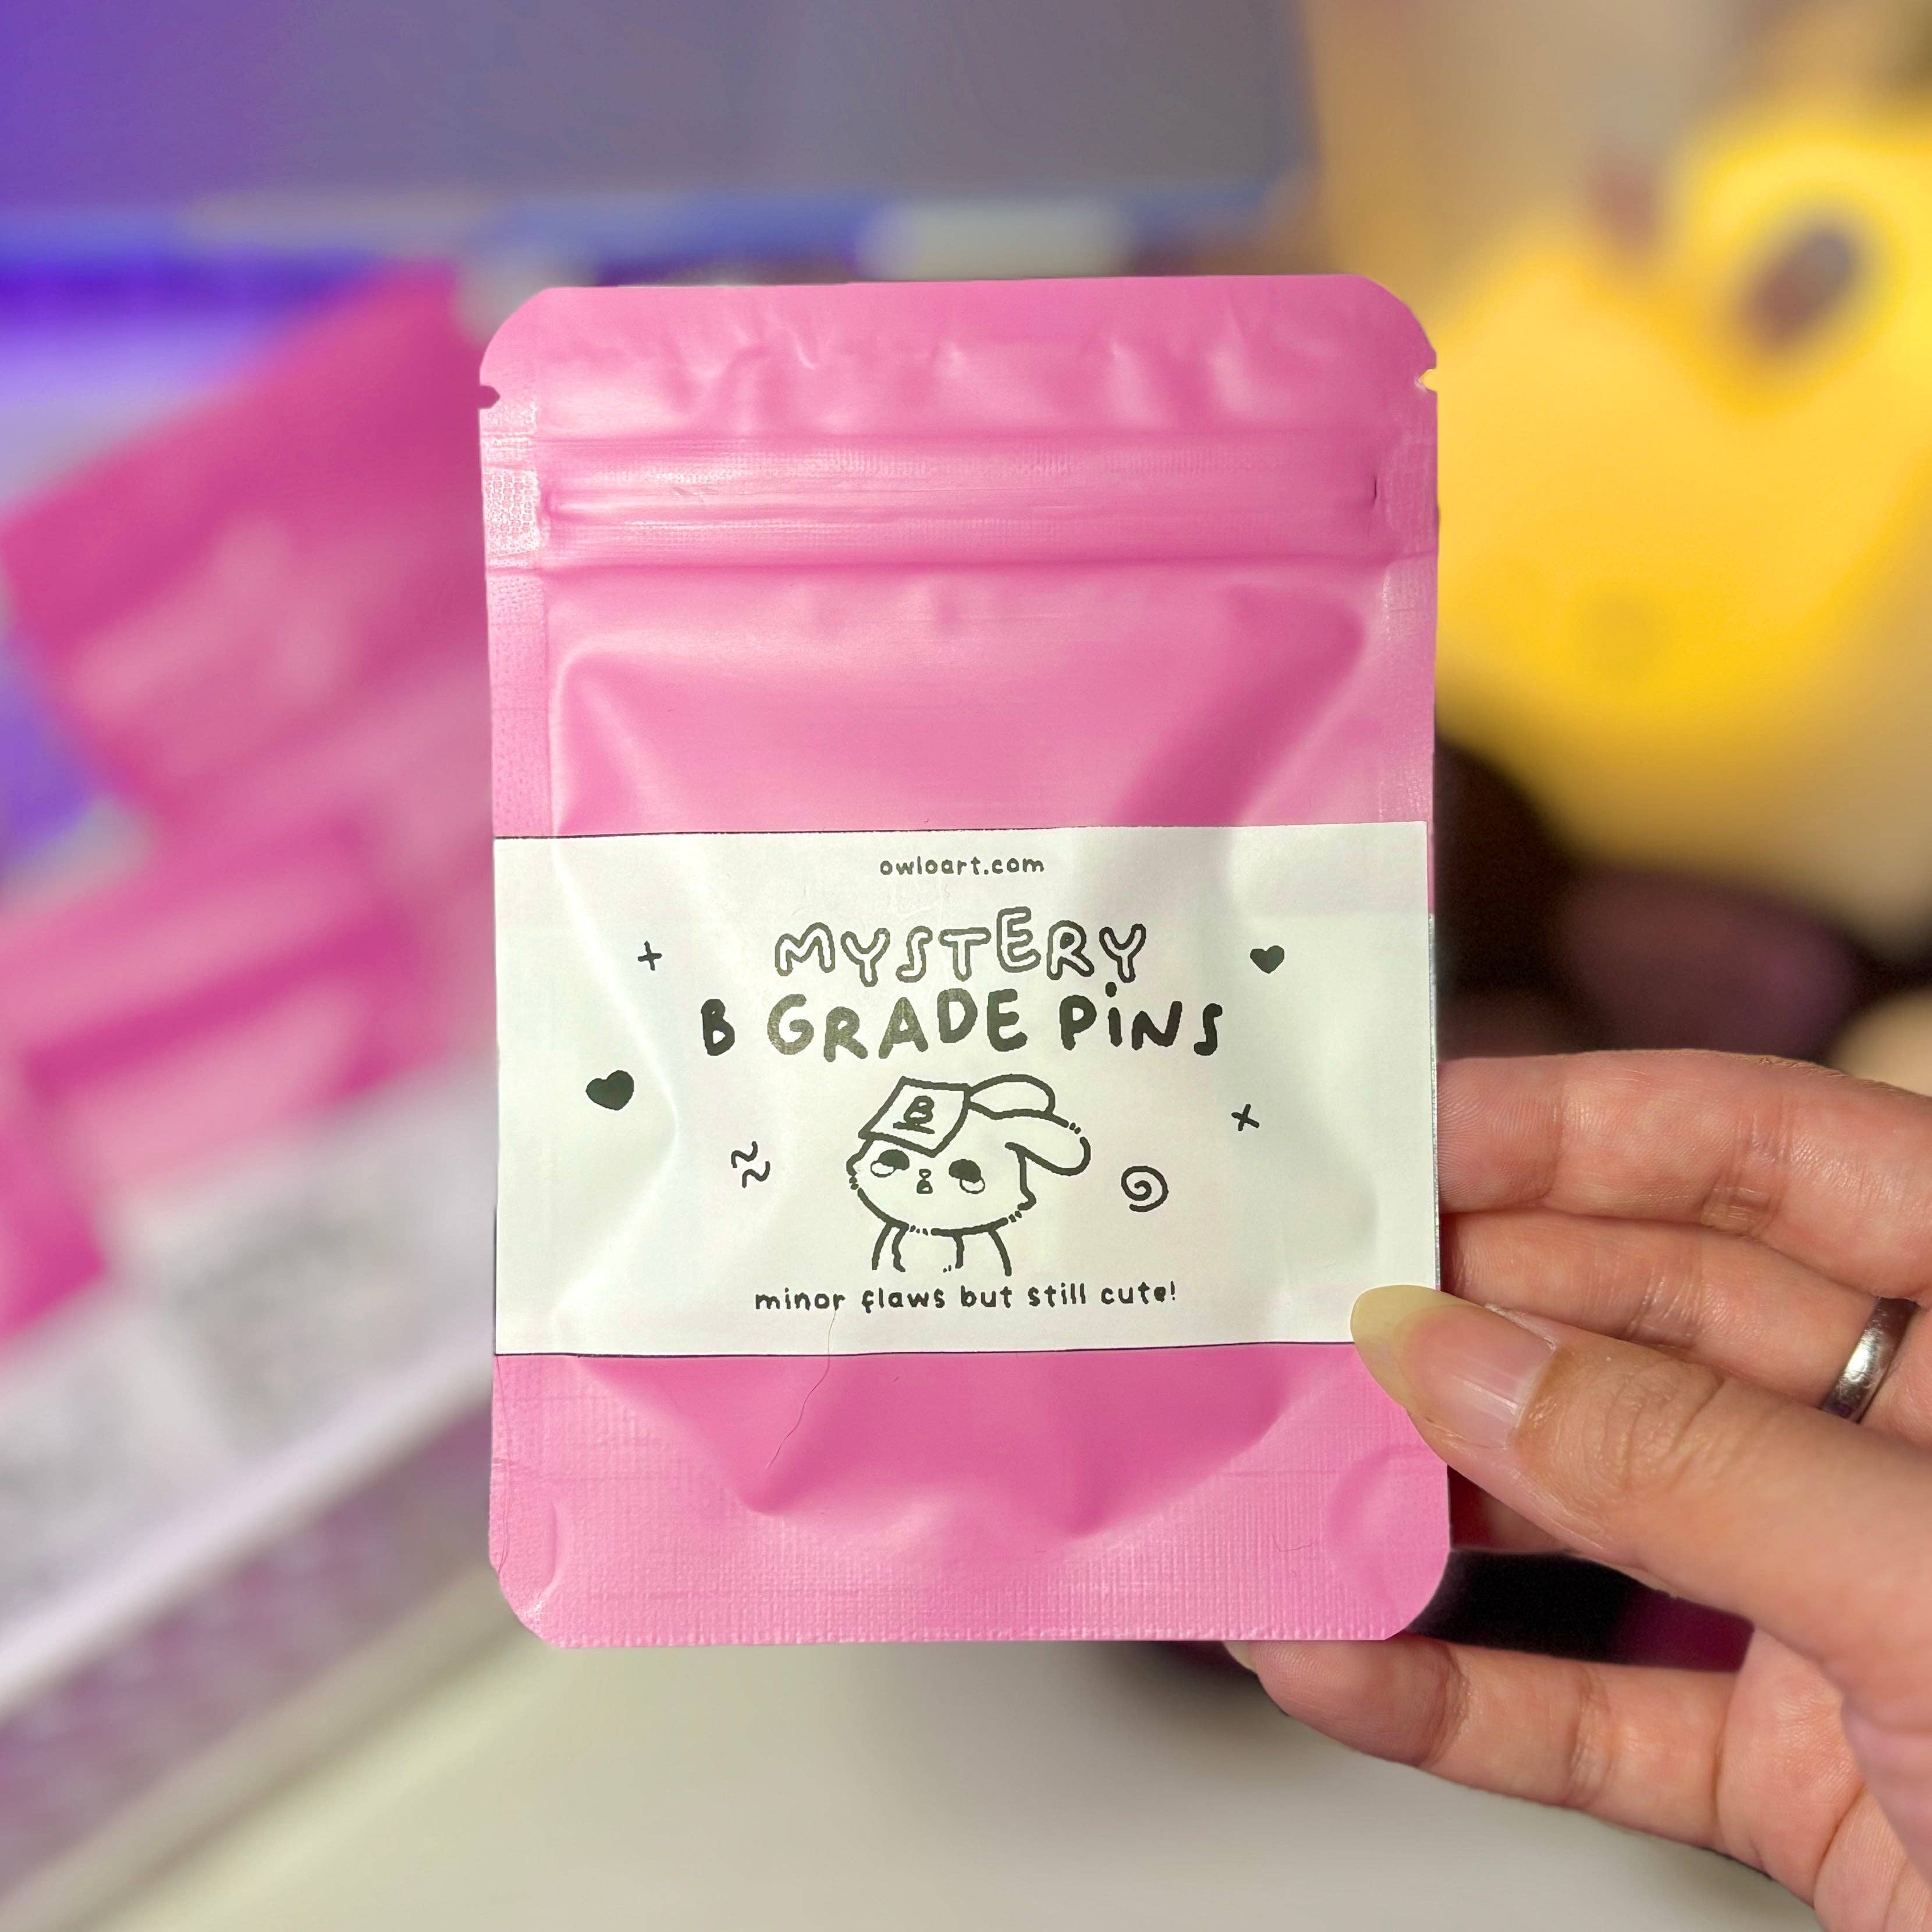 owloart.com
MYSTERY
B GRADE PiNS
B
minor flaws but still cute!